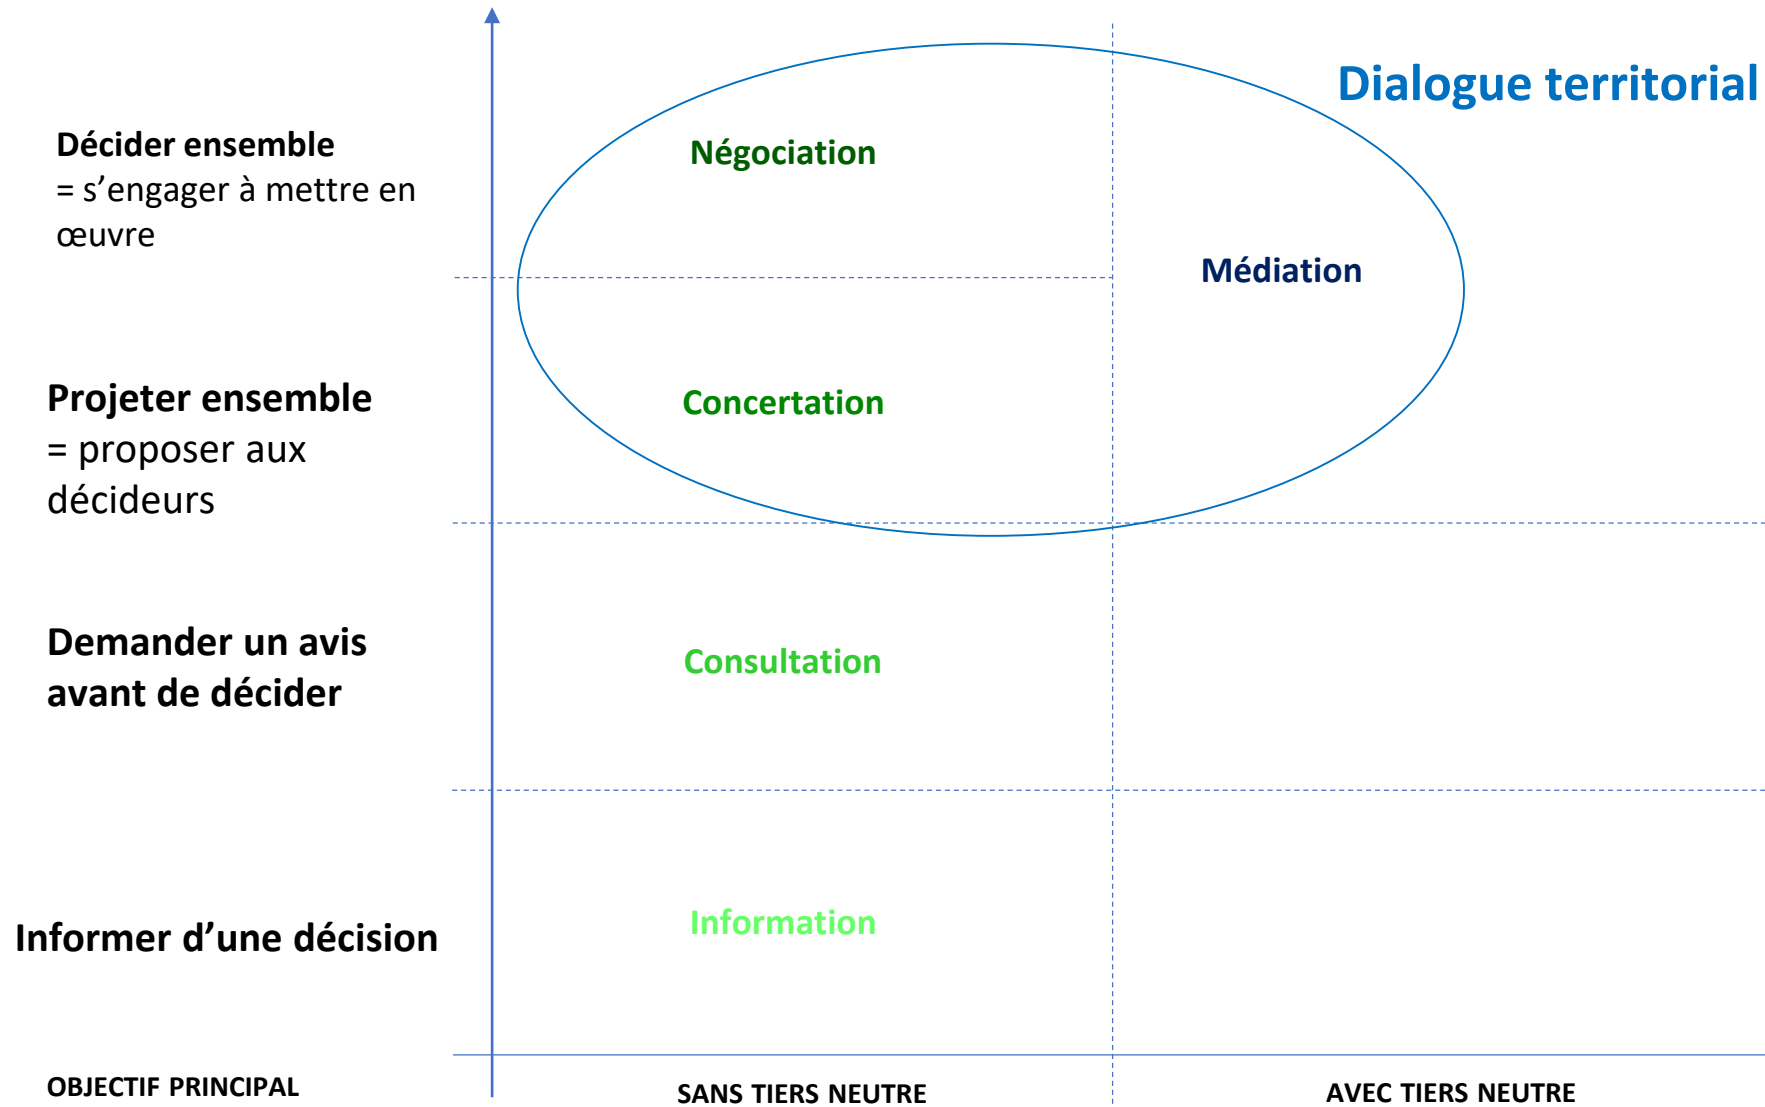 Dialogue territorial
Décider ensemble
= s’engager à mettre en
œuvre
Négociation
Médiation
Projeter ensemble
= proposer aux
décideurs
Concertation
Demander un avis
avant de décider
Consultation
Informer d’une décision
Information
OBJECTIF PRINCIPAL
SANS TIERS NEUTRE
AVEC TIERS NEUTRE